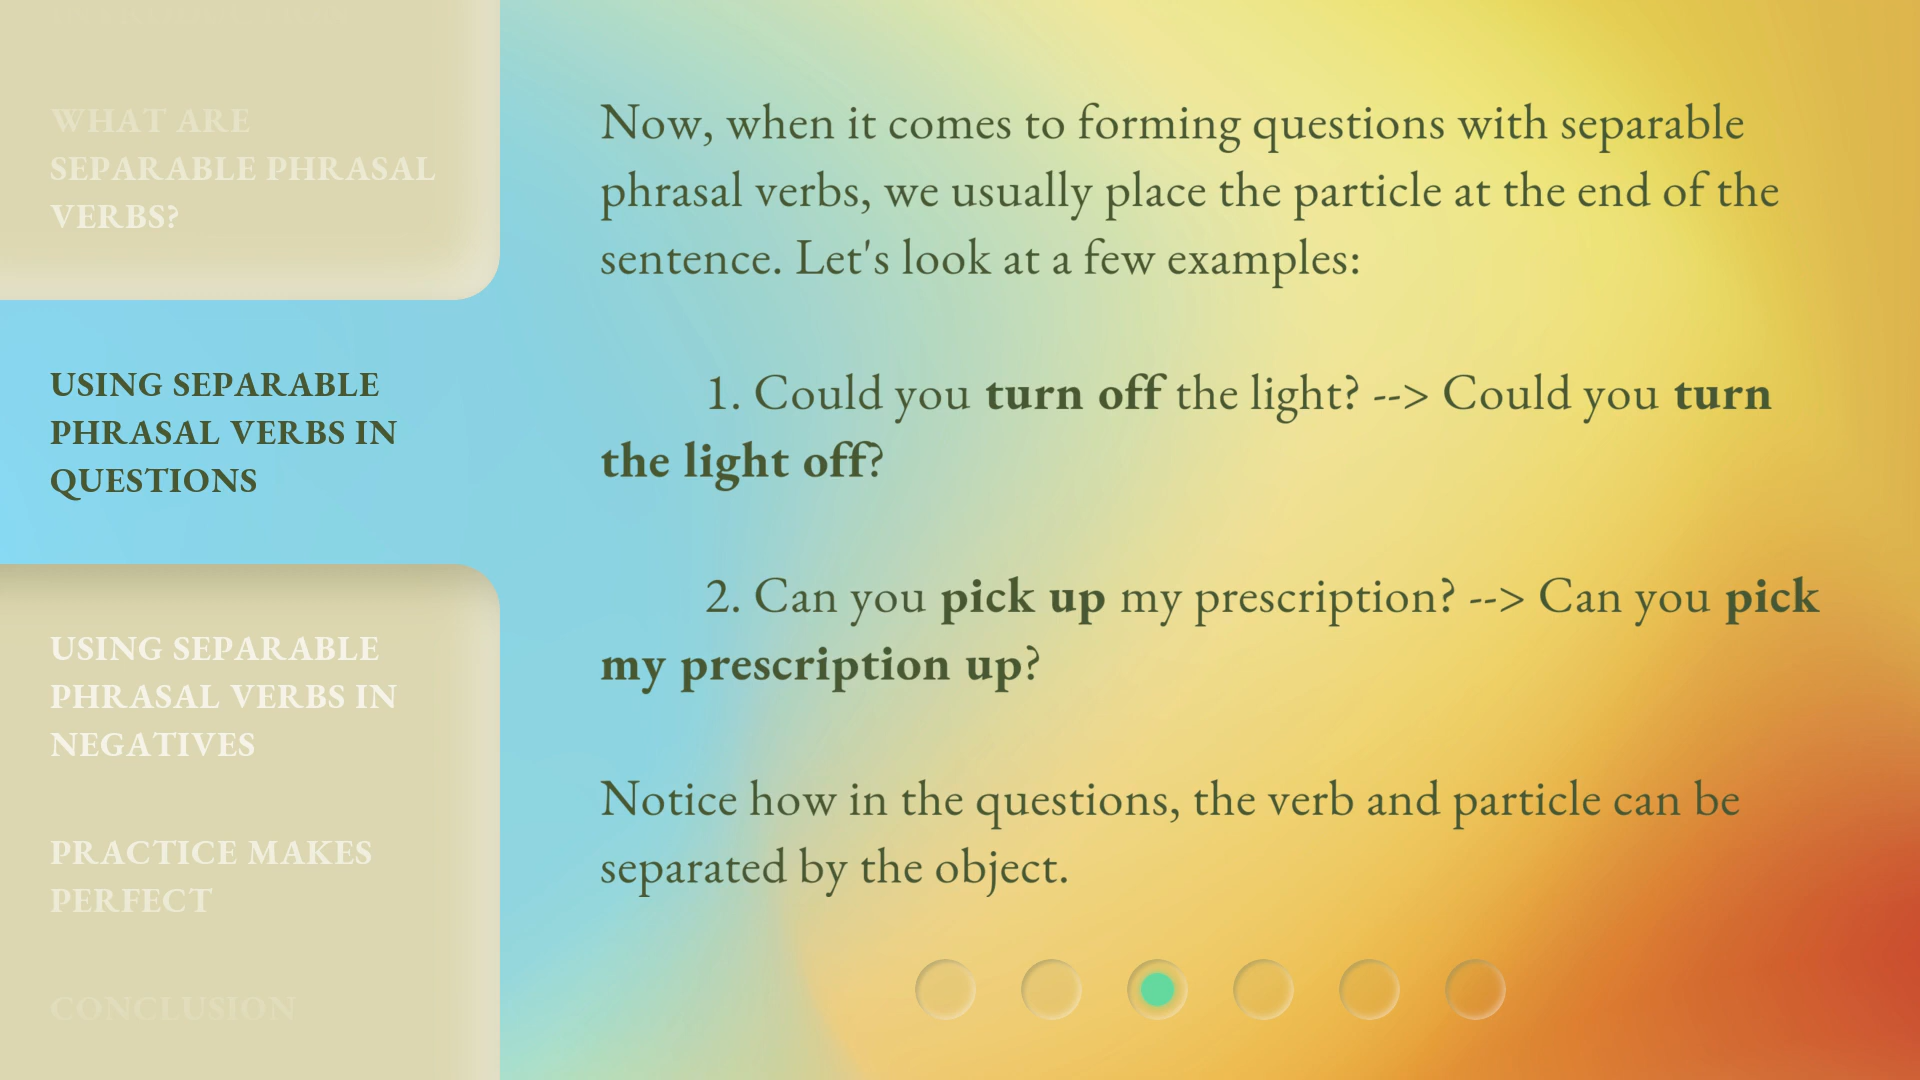 WHAT ARE
SEPARABLE PHRASAL
VERBS?
USING SEPARABLE
PHRASAL VERBS IN
QUESTIONS
USING SEPARABLE
PHRASAL VERBS IN
NEGATIVES
PRACTICE MAKES
PERFECT
CONCLUSION
Now, when it comes to forming questions with separable
phrasal verbs, we usually place the particle at the end of the
sentence. Let's look at a few examples:
1. Could you turn off the light? --> Could you turn
the light off?
2. Can you pick up my prescription? --> Can you pick
my prescription up?
Notice how in the questions, the verb and particle can be
separated by the object.